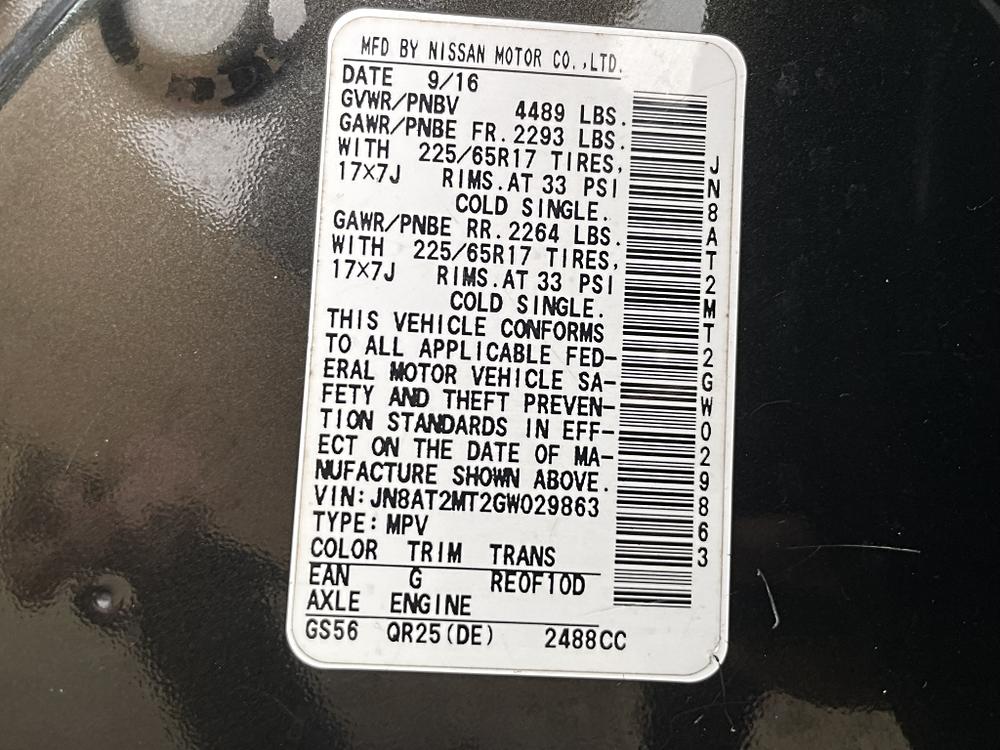 MFD BY NISSAN MOTOR CO.,LTD.
DATE 9/16
GVWR/PNBV 4489 LBS.
GAWR/PNBE FR. 2293 LBS.
WITH 225/65R17 TIRES,
17×7J RIMS. AT 33 PSI
COLD SINGLE.
GAWR/PNBE RR. 2264 LBS.
WITH 225/65R17 TIRES,
17×7J RIMS. AT 33 PSI
COLD SINGLE.
THIS VEHICLE CONFORMS
TO ALL APPLICABLE FED-
ERAL MOTOR VEHICLE SA-
FETY AND THEFT PREVEN-
TION STANDARDS IN EFF-
ECT ON THE DATE OF MA-
NUFACTURE SHOWN ABOVE.
VIN: JN8AT2MT2GW029863
TYPE: MPV
COLOR TRIM TRANS
EAN G RE0F10D
AXLE ENGINE
GS56 QR25(DE) 2488CC
JN8AT2MT2GW029863